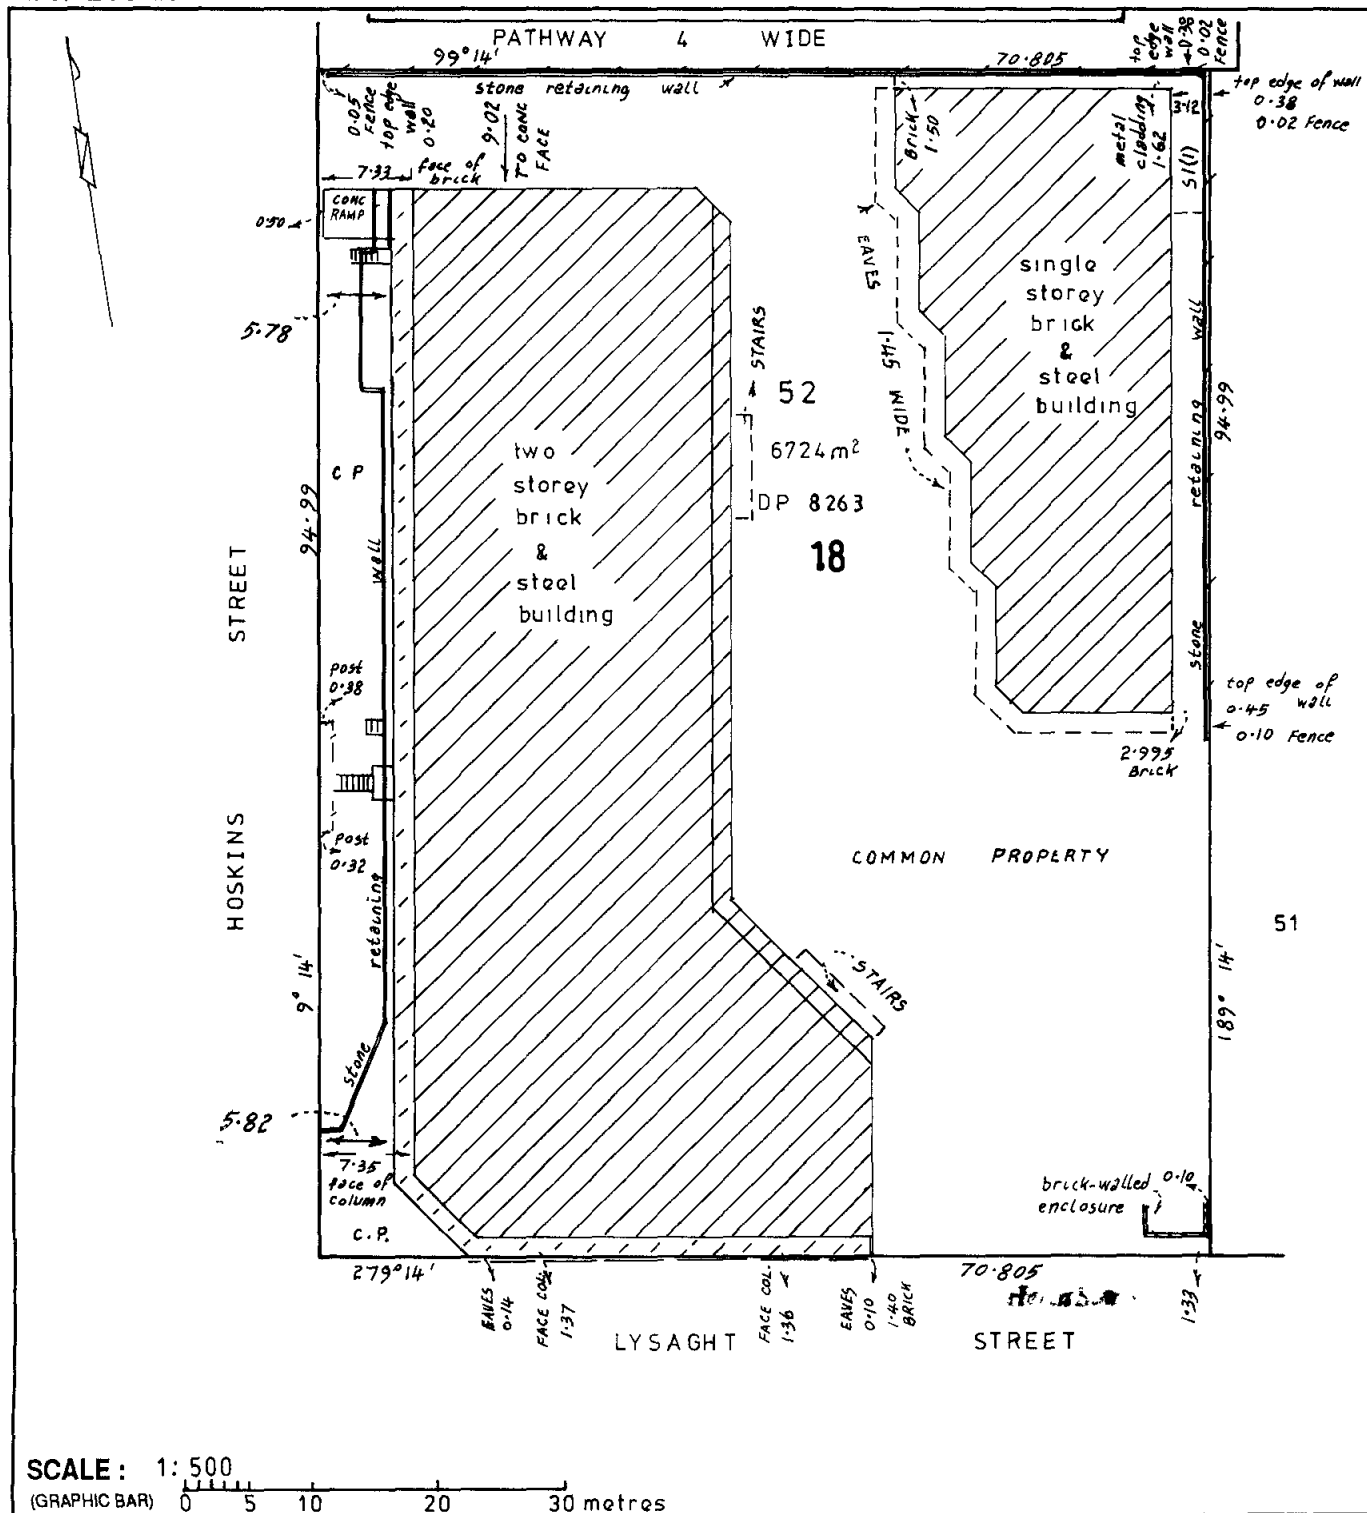 PATHWAY 4 WIDE
99°14'
70.805
top edge wall 0.38
0.02 Fence
stone retaining wall
top edge of wall
0.38
0.02 Fence
0.05 Fence
top edge wall 0.20
9.02 TO CONC FACE
Brick 1.50
metal cladding 1.62
3.12
S1(1)
7.33 face of brick
CONC RAMP
0.50
5.78
EAVES
1.45 WIDE
single
storey
brick
&
steel
building
STAIRS
52
6724m²
DP 8263
18
two
storey
brick
&
steel
building
C P
wall
94.99
94.99
retaining wall
stone
HOSKINS STREET
post
0.38
post
0.32
retaining
stone
9° 14'
top edge of wall
0.45
0.10 Fence
2.995
Brick
COMMON PROPERTY
51
STAIRS
189° 14'
5.82
7.35
face of
column
C.P.
brick-walled
enclosure
0.10
279°14'
70.805
EAVES 0.14
FACE COL. 1.37
FACE COL. 1.36
EAVES 0.10
1.40 BRICK
1.33
LYSAGHT STREET
SCALE : 1:500
(GRAPHIC BAR) 0 5 10 20 30 metres